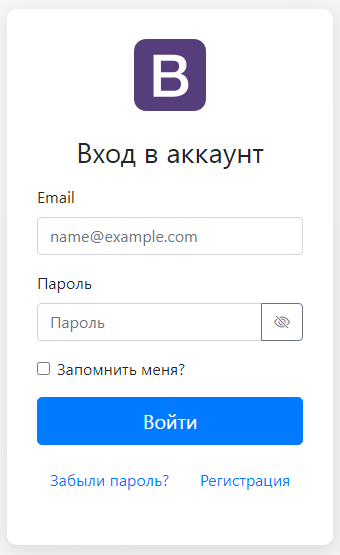 B
Вход в аккаунт
Email
name@example.com
Пароль
Пароль
Запомнить меня?
Войти
Забыли пароль? Регистрация